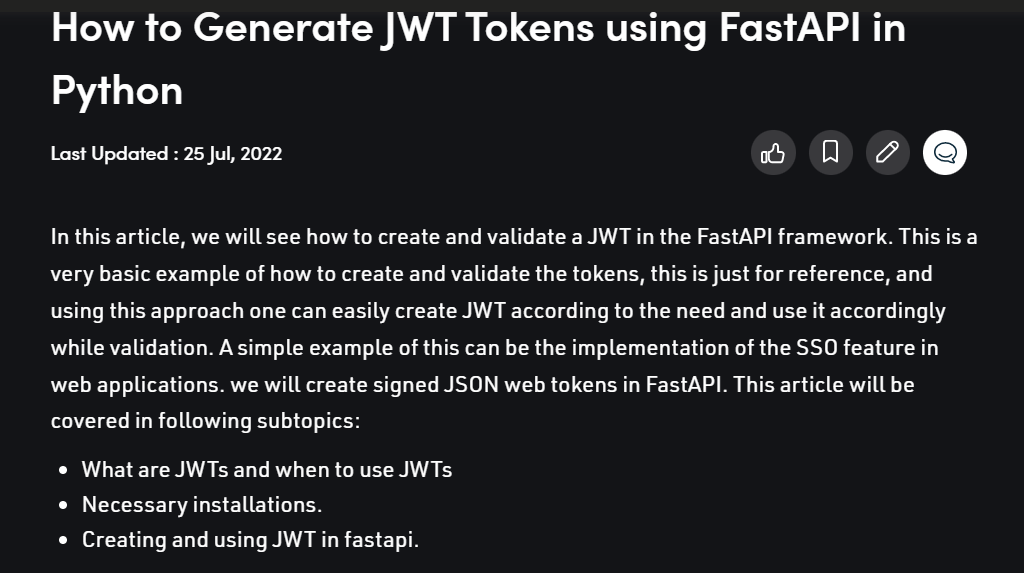 How to Generate JWT Tokens using FastAPI in
Python
Last Updated : 25 Jul, 2022
In this article, we will see how to create and validate a JWT in the FastAPI framework. This is a
very basic example of how to create and validate the tokens, this is just for reference, and
using this approach one can easily create JWT according to the need and use it accordingly
while validation. A simple example of this can be the implementation of the SSO feature in
web applications. we will create signed JSON web tokens in FastAPI. This article will be
covered in following subtopics:
• What are JWTs and when to use JWTs
• Necessary installations.
• Creating and using JWT in fastapi.